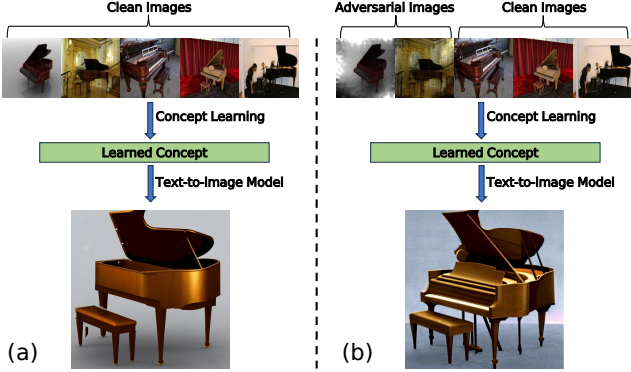 Clean Images
Concept Learning
Learned Concept
Text-to-image Model
(a)
Adversarial Images
Clean Images
Concept Learning
Learned Concept
Text-to-image Model
(b)